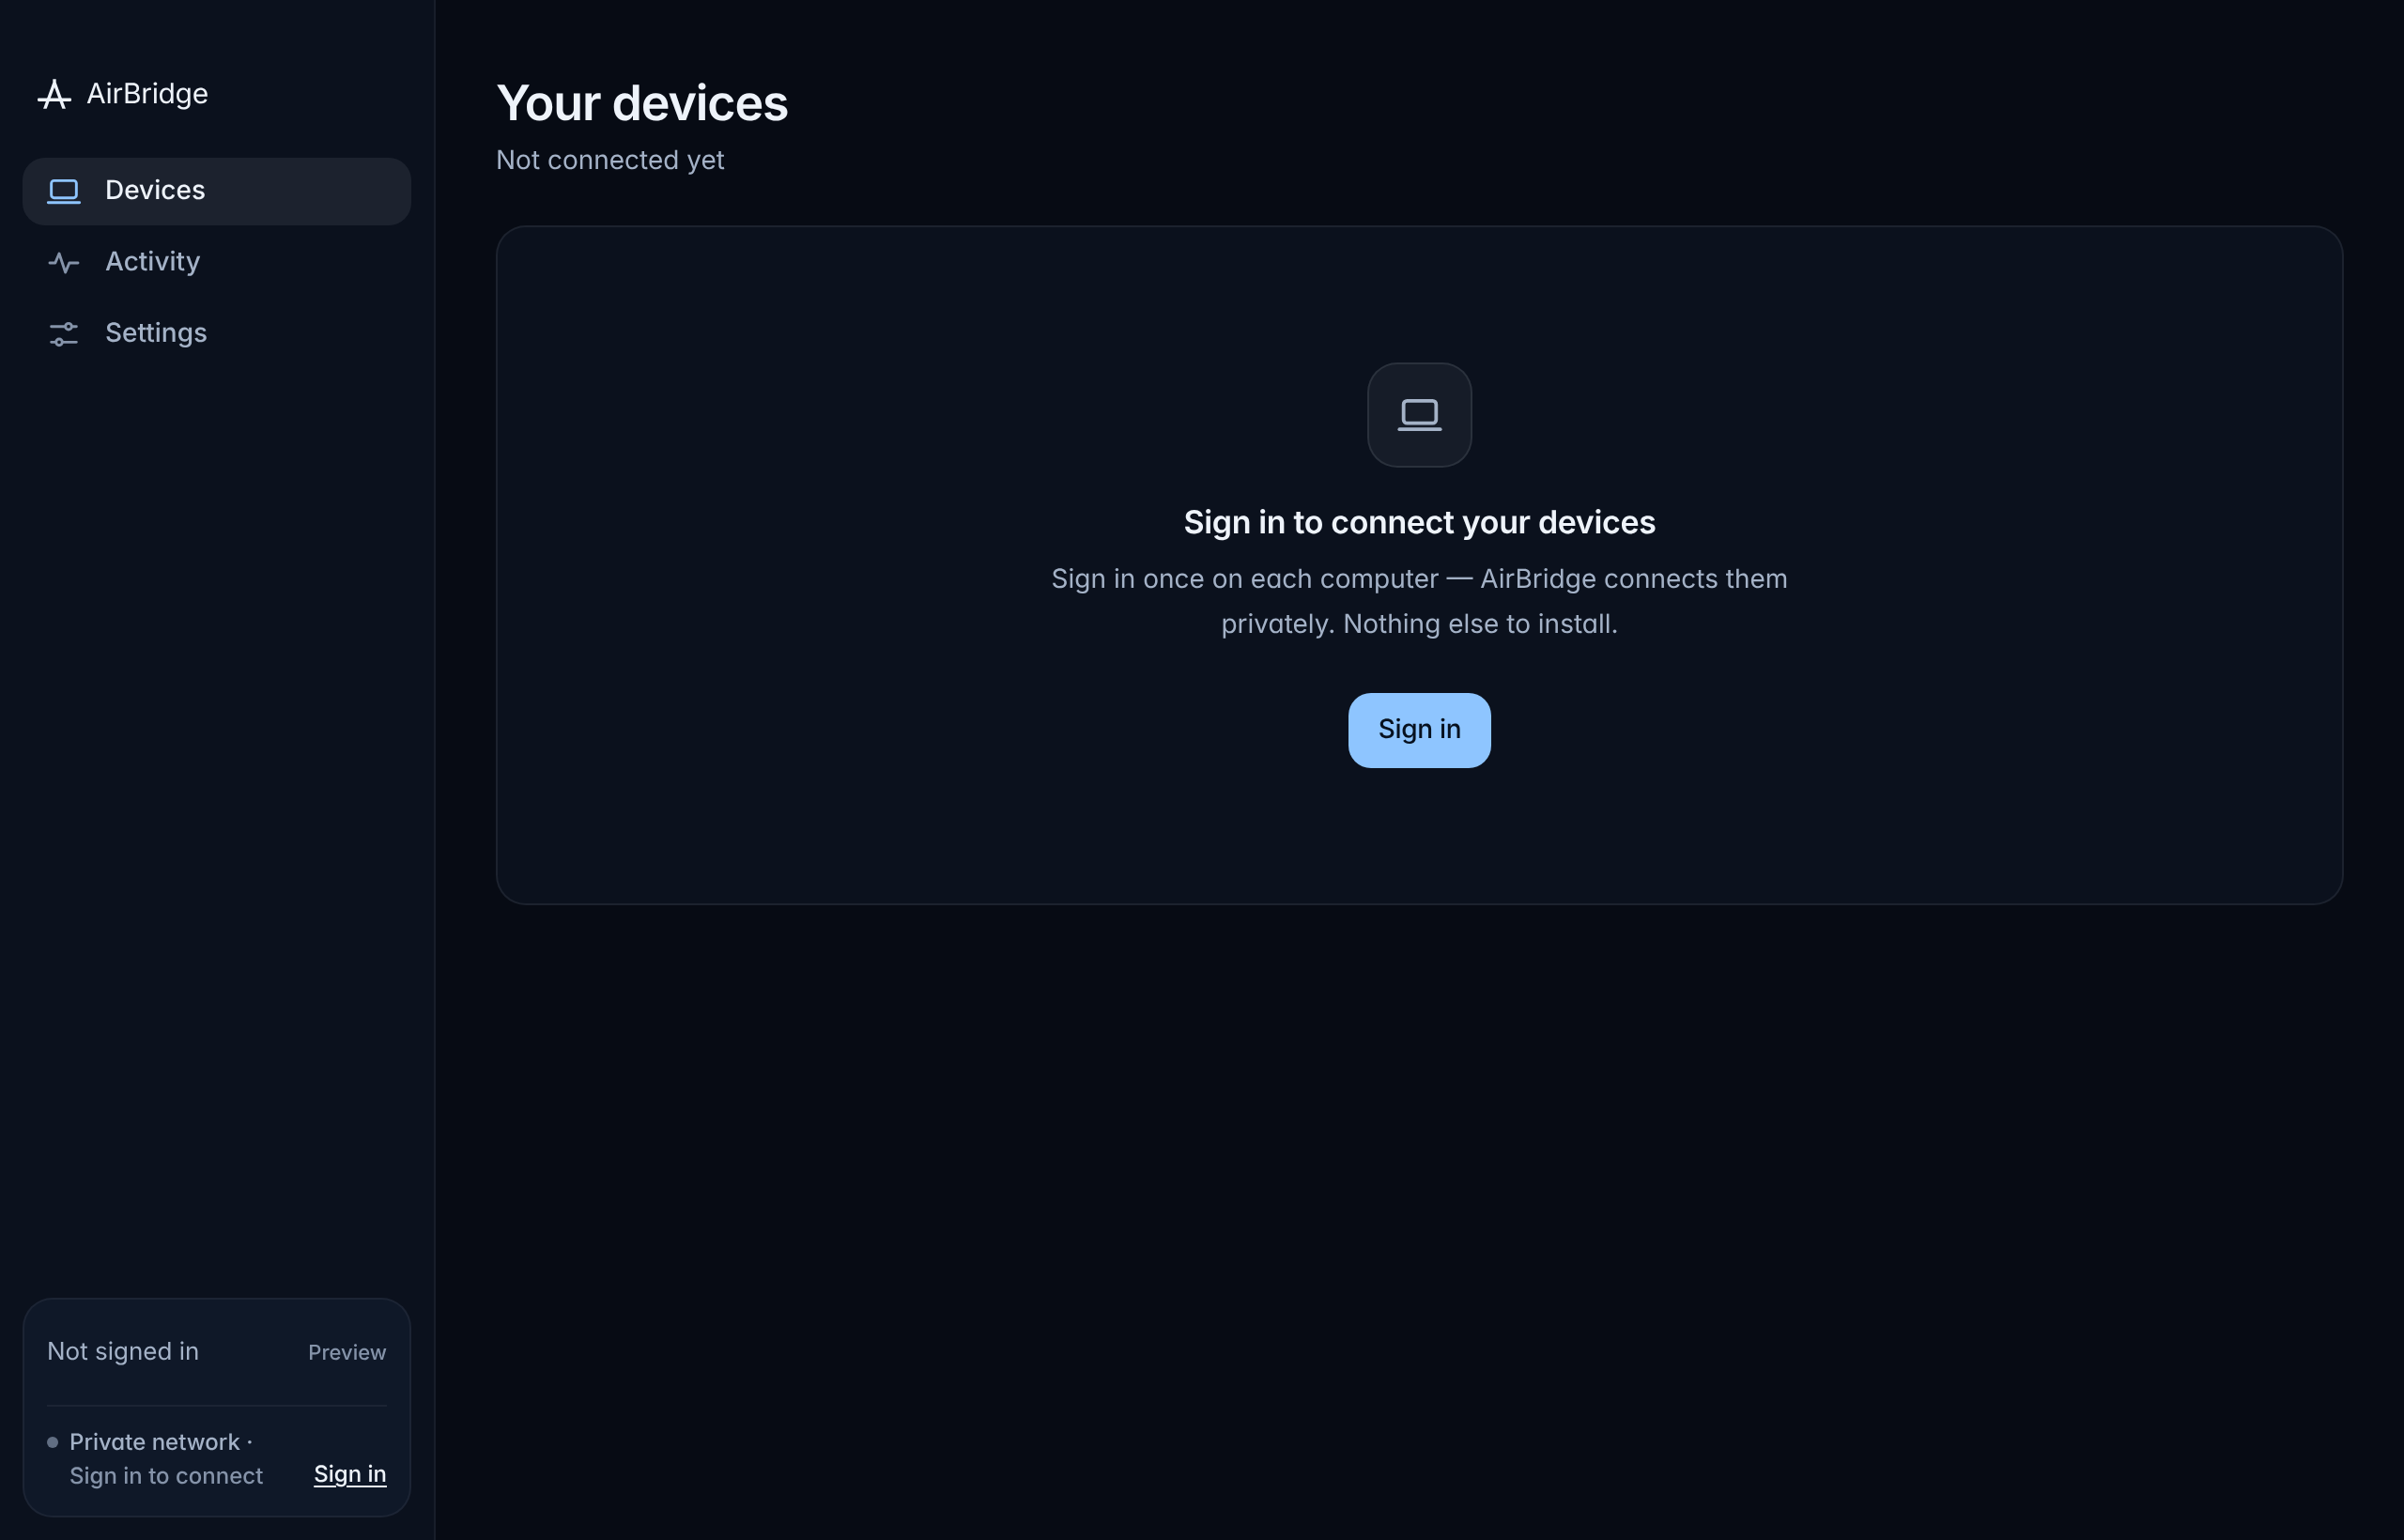 AirBridge
Devices
Activity
Settings
Not signed in
Preview
Private network ·
Sign in to connect
Sign in
Your devices
Not connected yet
Sign in to connect your devices
Sign in once on each computer — AirBridge connects them
privately. Nothing else to install.
Sign in